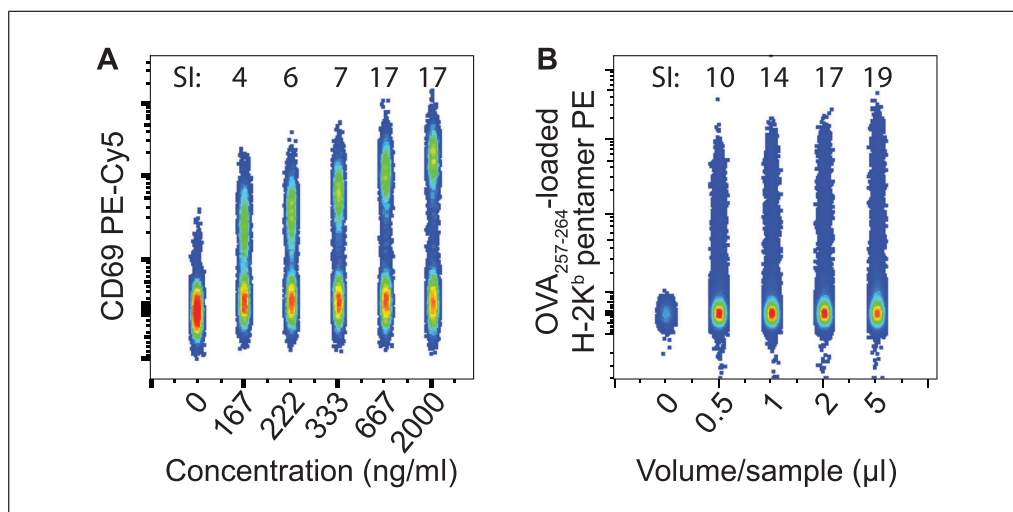 A
SI: 4 6 7 17 17
CD69 PE-Cy5
0 167 222 333 667 2000
Concentration (ng/ml)
B
SI: 10 14 17 19
OVA257-264-loaded
H-2Kb pentamer PE
0 0.5 1 2 5
Volume/sample (µl)